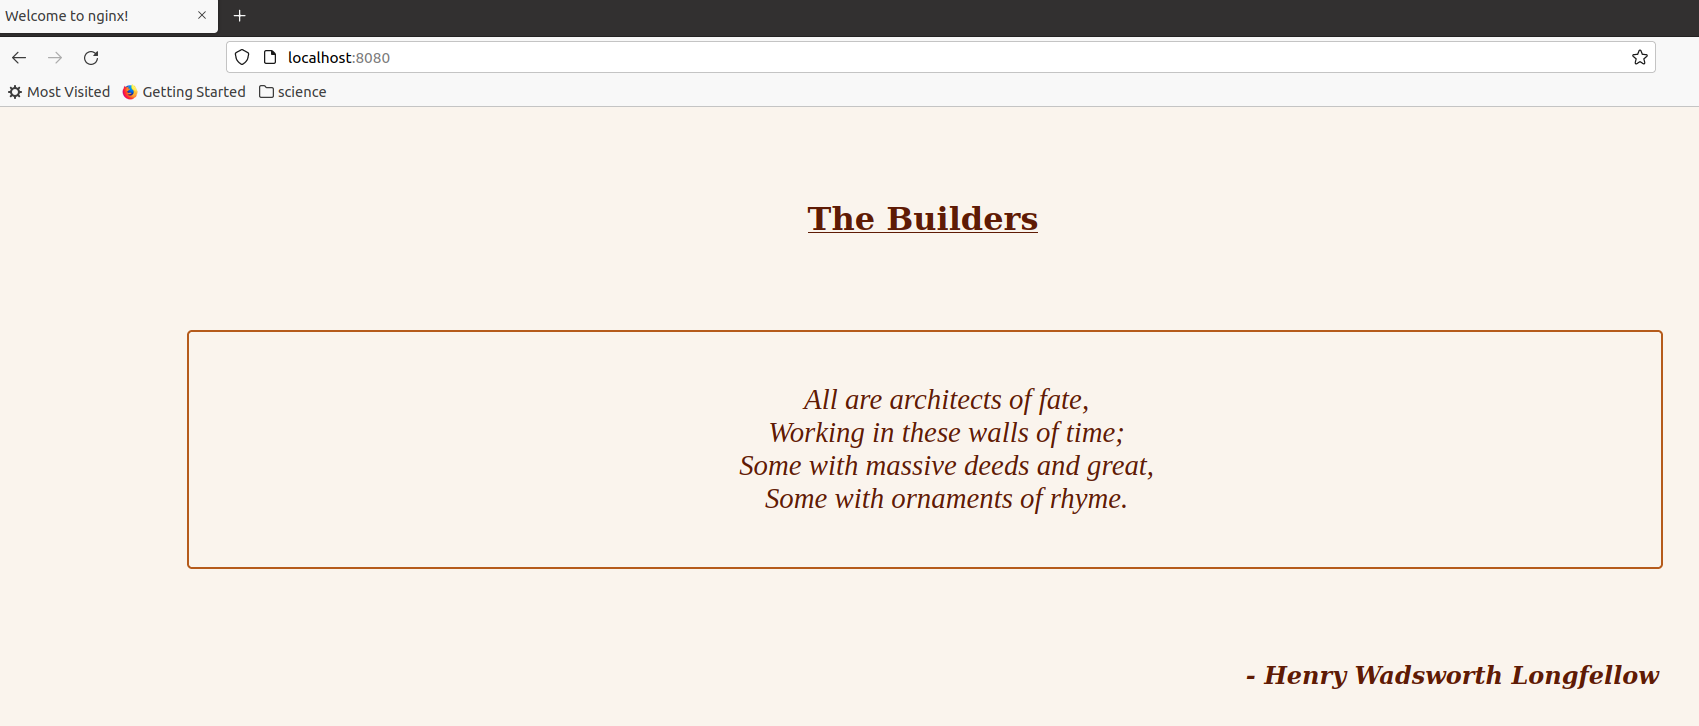 Welcome to nginx!
localhost:8080
Most Visited Getting Started science
The Builders
All are architects of fate,
Working in these walls of time;
Some with massive deeds and great,
Some with ornaments of rhyme.
- Henry Wadsworth Longfellow